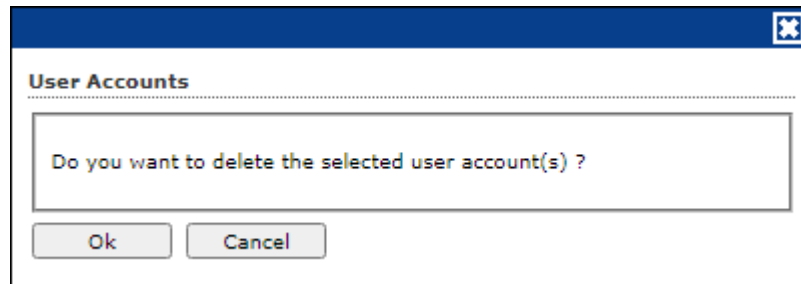 User Accounts
Do you want to delete the selected user account(s) ?
Ok Cancel